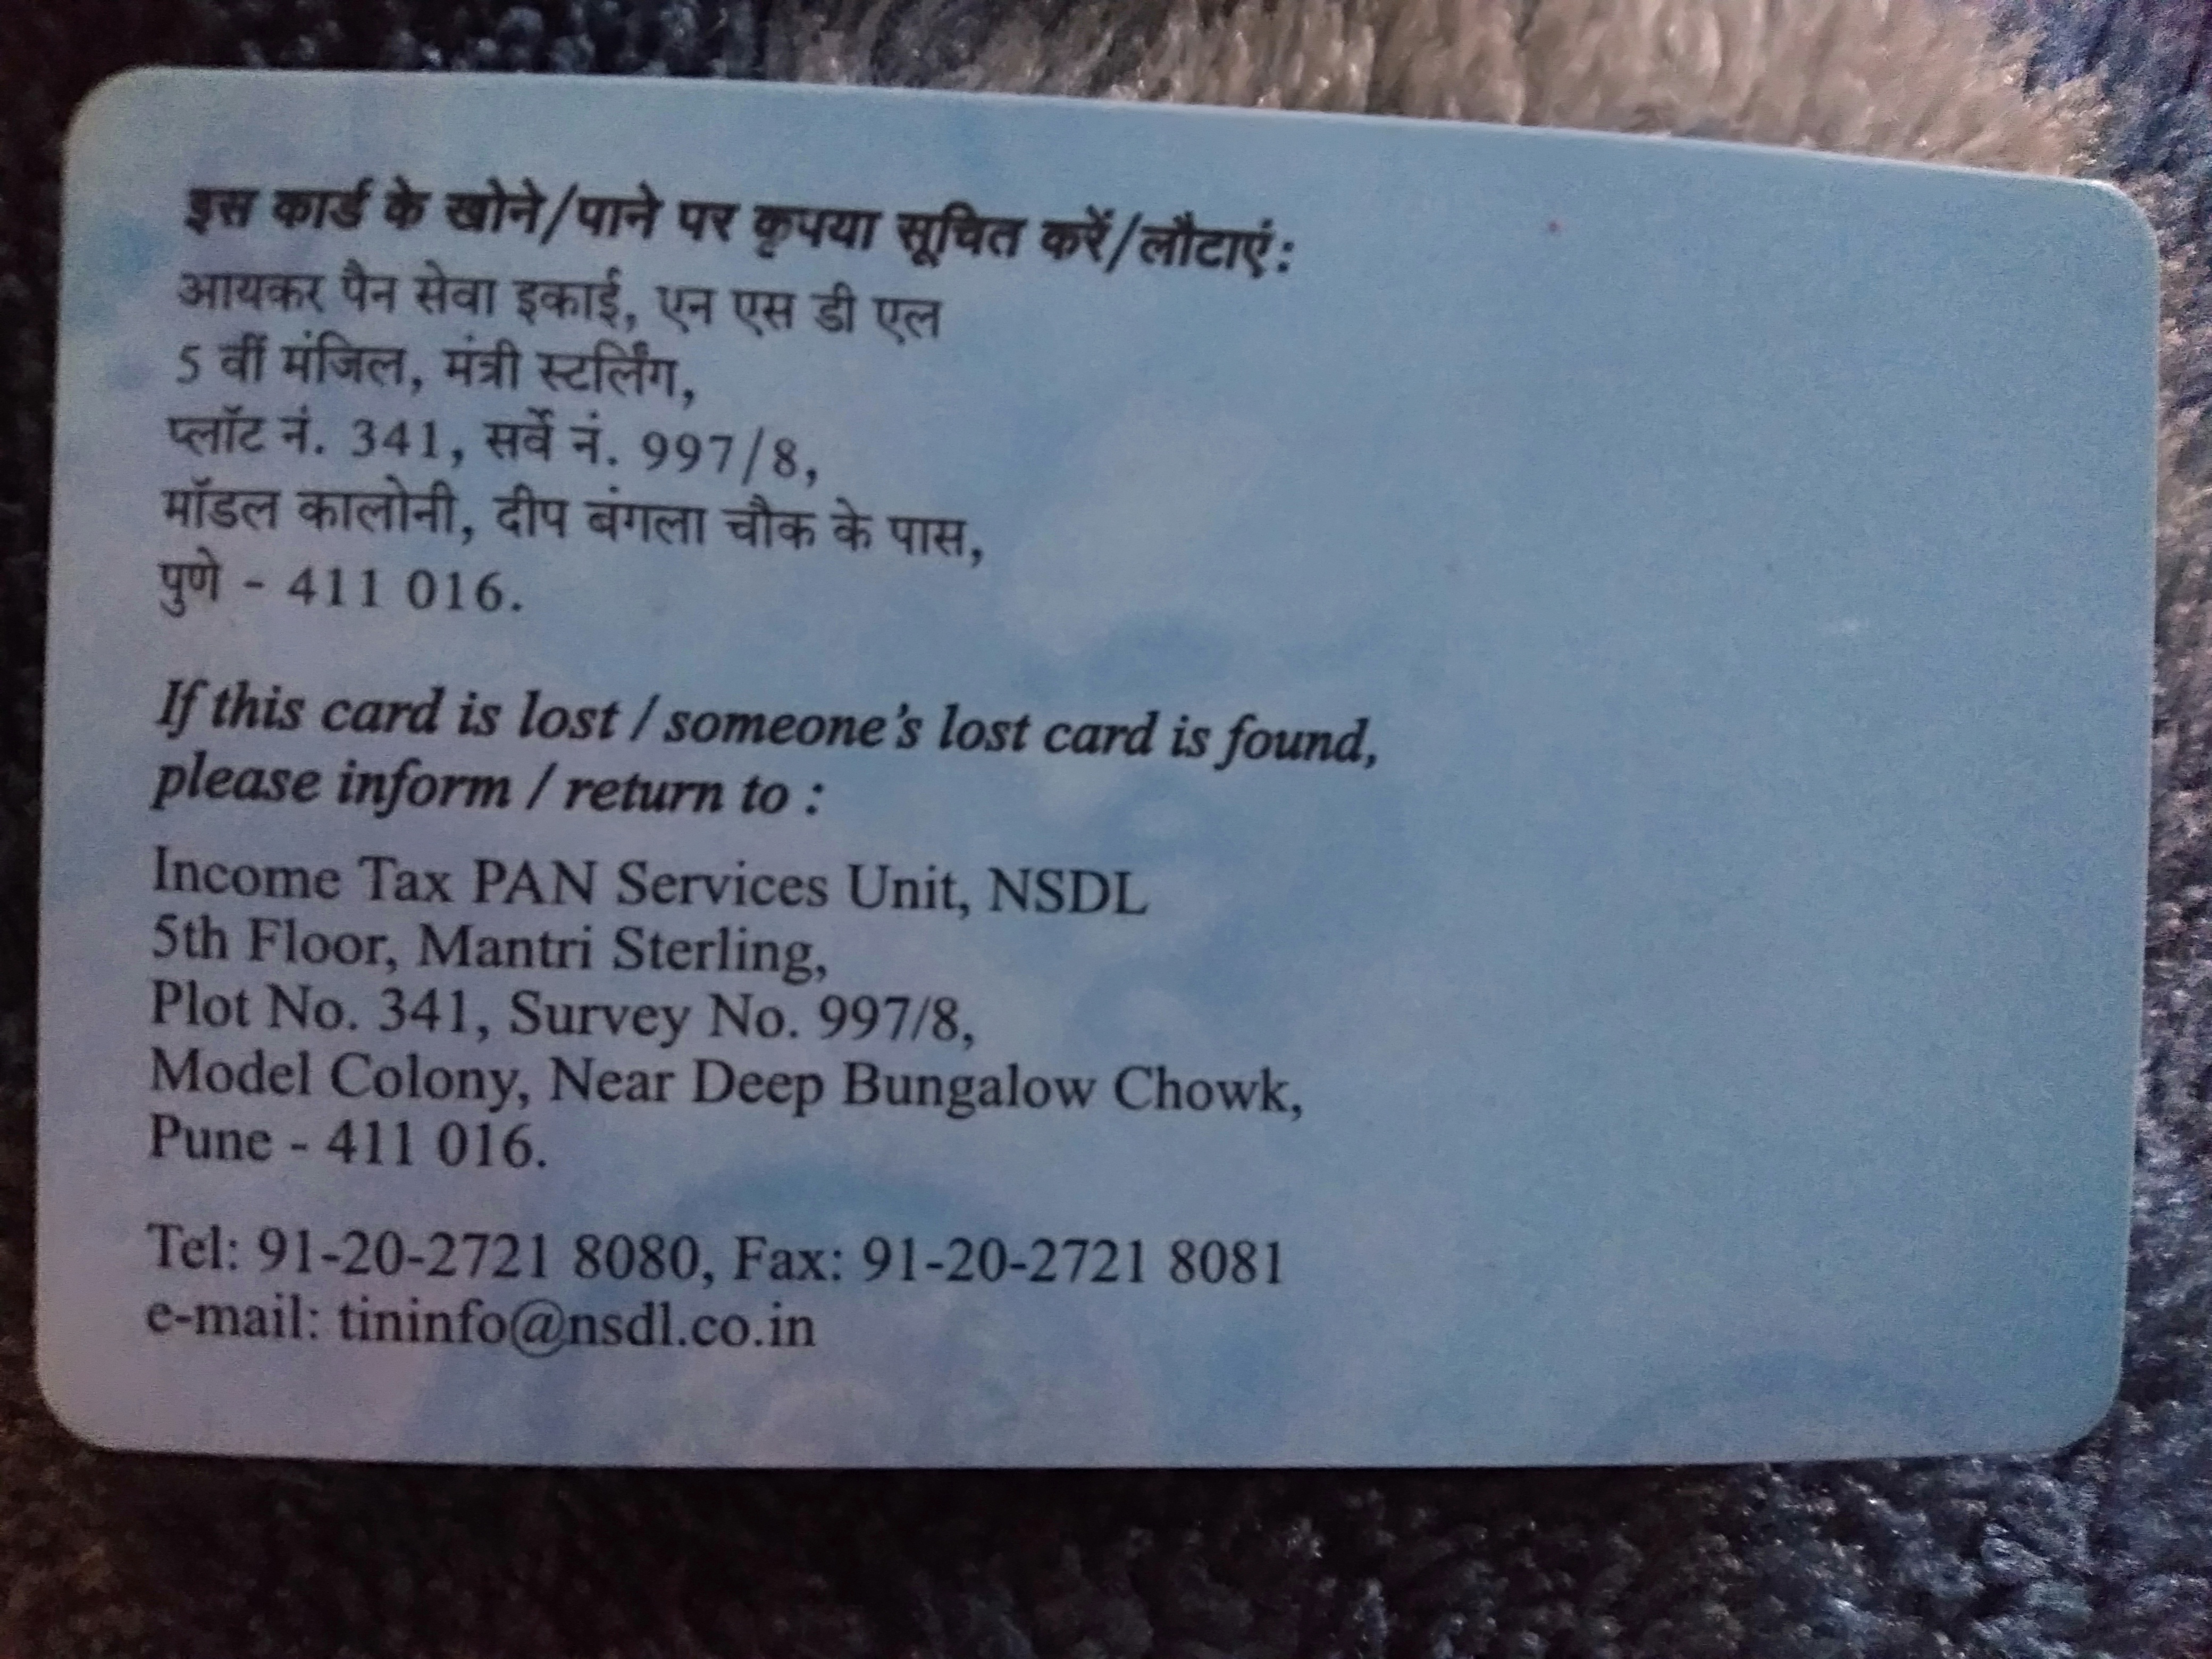 इस कार्ड के खोने/पाने पर कृपया सूचित करें/लौटाएं:
आयकर पैन सेवा इकाई, एन एस डी एल
5 वीं मंजिल, मंत्री स्टर्लिंग,
प्लॉट नं. 341, सर्वे नं. 997/8,
मॉडल कालोनी, दीप बंगला चौक के पास,
पुणे - 411 016.
If this card is lost / someone's lost card is found,
please inform / return to :
Income Tax PAN Services Unit, NSDL
5th Floor, Mantri Sterling,
Plot No. 341, Survey No. 997/8,
Model Colony, Near Deep Bungalow Chowk,
Pune - 411 016.
Tel: 91-20-2721 8080, Fax: 91-20-2721 8081
e-mail: tininfo@nsdl.co.in